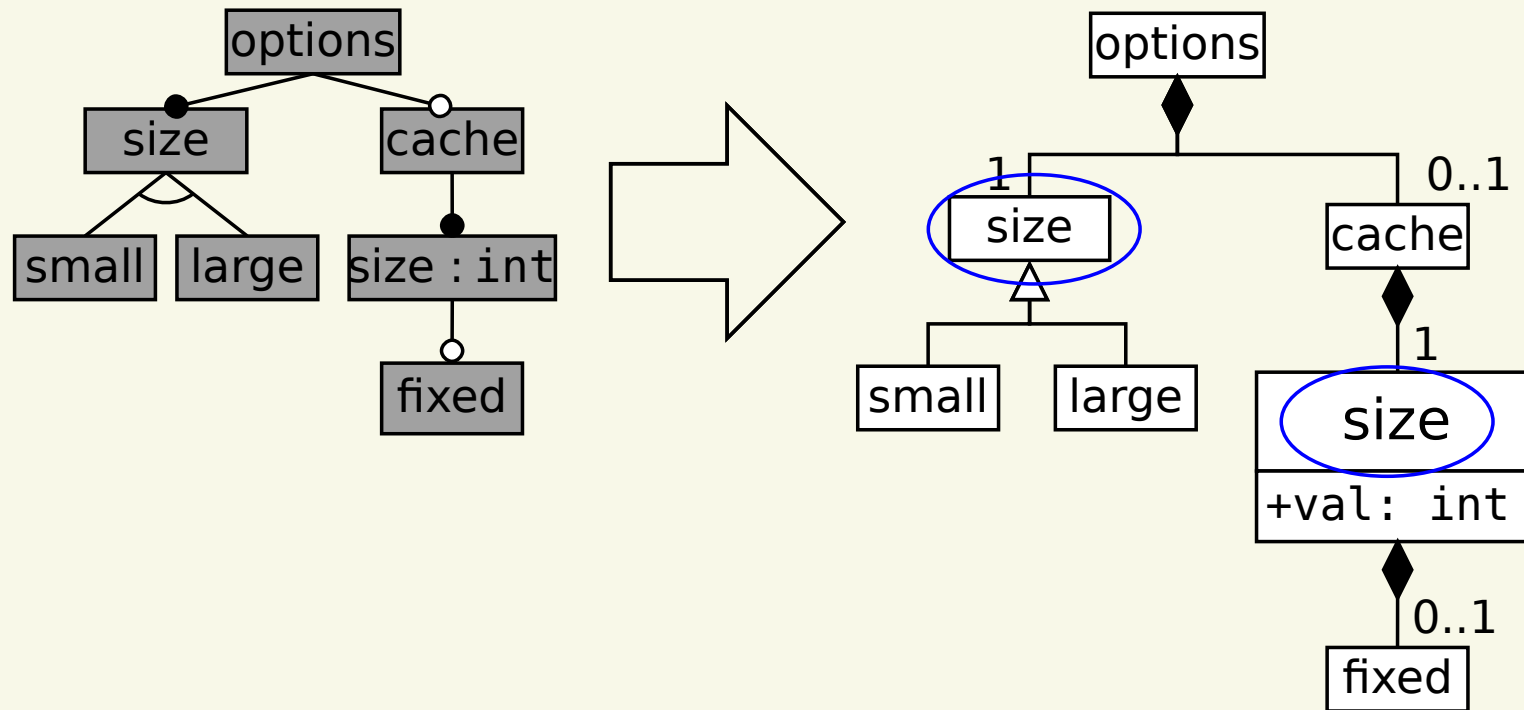 options
size
cache
small
large
size : int
fixed
options
1
0..1
size
cache
1
small
large
size
+val: int
0..1
fixed